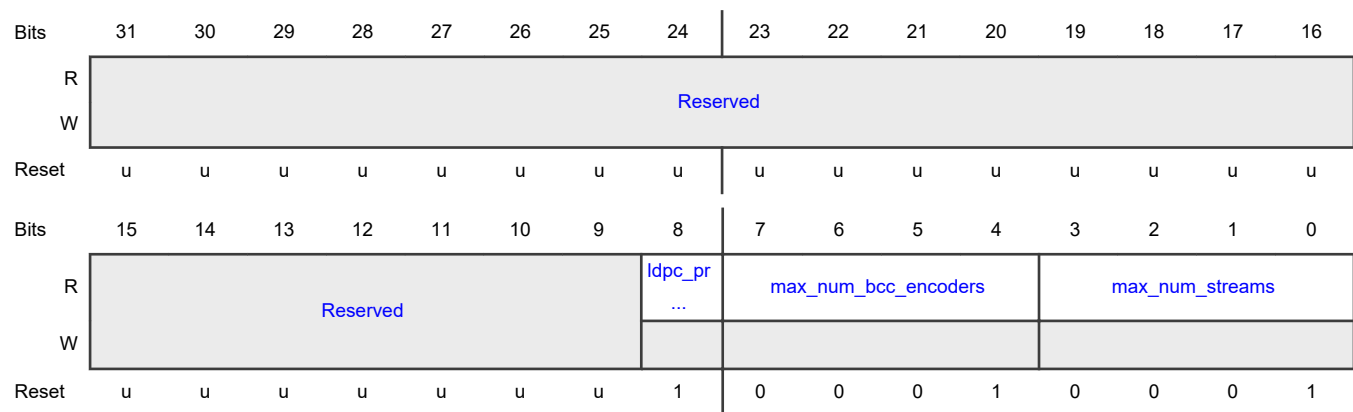 Bits 31 30 29 28 27 26 25 24 23 22 21 20 19 18 17 16
R
Reserved
W
Reset u u u u u u u u u u u u u u u u
Bits 15 14 13 12 11 10 9 8 7 6 5 4 3 2 1 0
R Reserved ldpc_pr max_num_bcc_encoders max_num_streams
...
W
Reset u u u u u u u 1 0 0 0 1 0 0 0 1